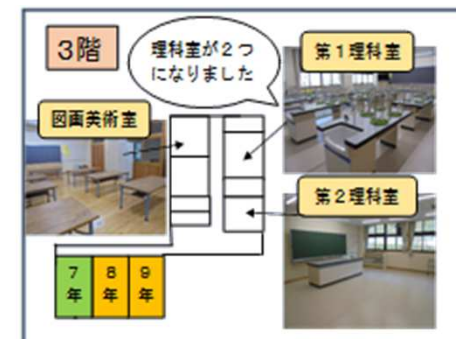 3階
理科室が２つ
になりました
第１理科室
図画美術室
第２理科室
7年
8年
9年